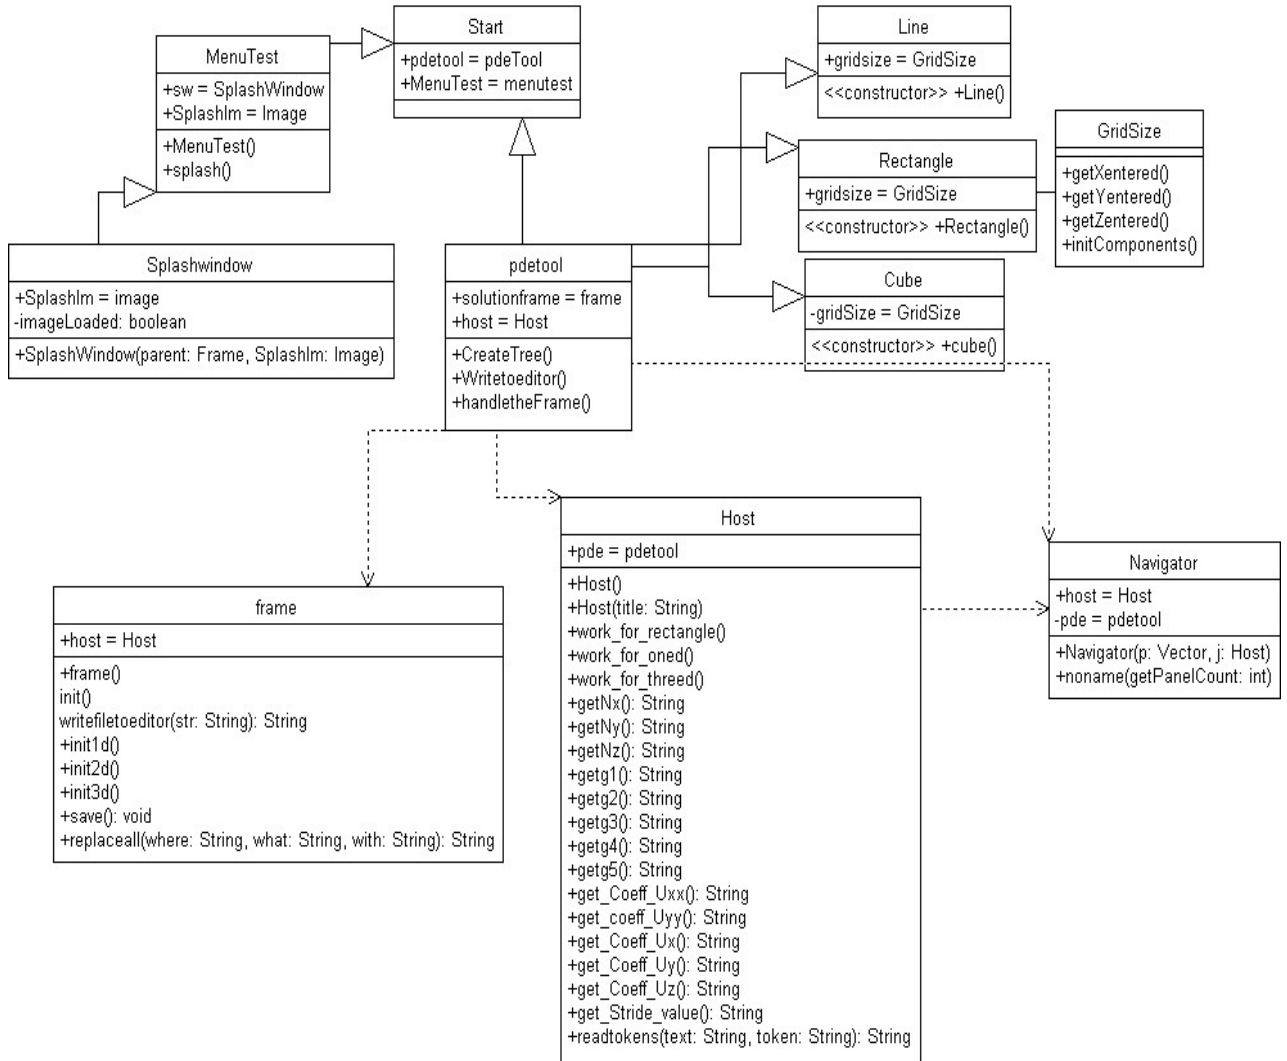 Start
+pdetool = pdeTool
+MenuTest = menutest
MenuTest
+sw = SplashWindow
+SplashIm = Image
+MenuTest()
+splash()
Line
+gridsize = GridSize
<<constructor>> +Line()
GridSize
+getXentered()
+getYentered()
+getZentered()
+initComponents()
Rectangle
+gridsize = GridSize
<<constructor>> +Rectangle()
Splashwindow
+SplashIm = image
-imageLoaded: boolean
+SplashWindow(parent: Frame, SplashIm: Image)
pdetool
+solutionframe = frame
+host = Host
+CreateTree()
+Writetoeditor()
+handletheFrame()
Cube
-gridSize = GridSize
<<constructor>> +cube()
Host
+pde = pdetool
+Host()
+Host(title: String)
+work_for_rectangle()
+work_for_oned()
+work_for_threed()
+getNx(): String
+getNy(): String
+getNz(): String
+getg1(): String
+getg2(): String
+getg3(): String
+getg4(): String
+getg5(): String
+get_Coeff_Uxx(): String
+get_coeff_Uyy(): String
+get_Coeff_Ux(): String
+get_Coeff_Uy(): String
+get_Coeff_Uz(): String
+get_Stride_value(): String
+readtokens(text: String, token: String): String
Navigator
+host = Host
-pde = pdetool
+Navigator(p: Vector, j: Host)
+noname(getPanelCount: int)
frame
+host = Host
+frame()
init()
writefiletoeditor(str: String): String
+init1d()
+init2d()
+init3d()
+save(): void
+replaceall(where: String, what: String, with: String): String